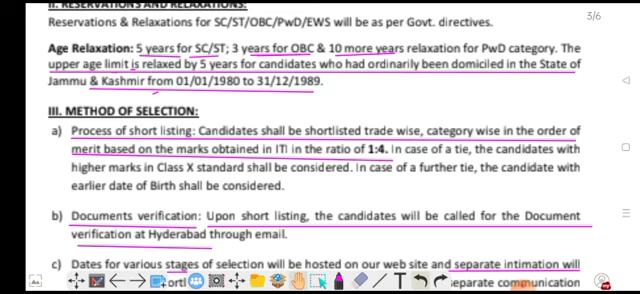 II. RESERVATIONS AND RELAXATIONS:
3/6
Reservations & Relaxations for SC/ST/OBC/PwD/EWS will be as per Govt. directives.
Age Relaxation: 5 years for SC/ST; 3 years for OBC & 10 more years relaxation for PwD category. The
upper age limit is relaxed by 5 years for candidates who had ordinarily been domiciled in the State of
Jammu & Kashmir from 01/01/1980 to 31/12/1989.
III. METHOD OF SELECTION:
a) Process of short listing: Candidates shall be shortlisted trade wise, category wise in the order of
merit based on the marks obtained in ITI in the ratio of 1:4. In case of a tie, the candidates with
higher marks in Class X standard shall be considered. In case of a further tie, the candidate with
earlier date of Birth shall be considered.
b) Documents verification: Upon short listing, the candidates will be called for the Document
verification at Hyderabad through email.
c) Dates for various stages of selection will be hosted on our web site and separate intimation will
separate communication